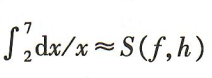 ∫₂⁷dx/x ≈ S(f, h)